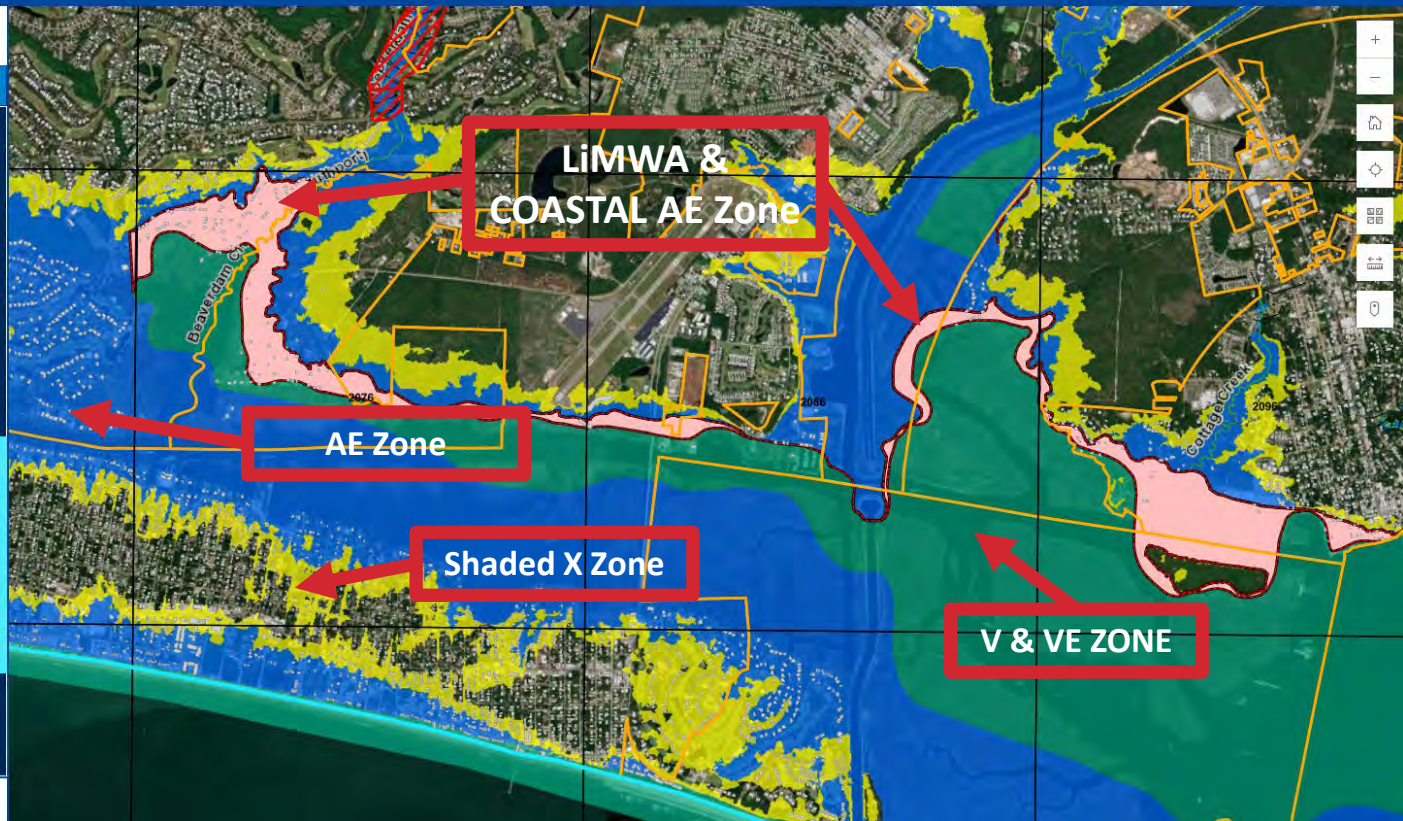 LiMWA &
COASTAL AE Zone
Beaverdam
2076
2086
Cottage Creek
2096
AE Zone
Shaded X Zone
V & VE ZONE